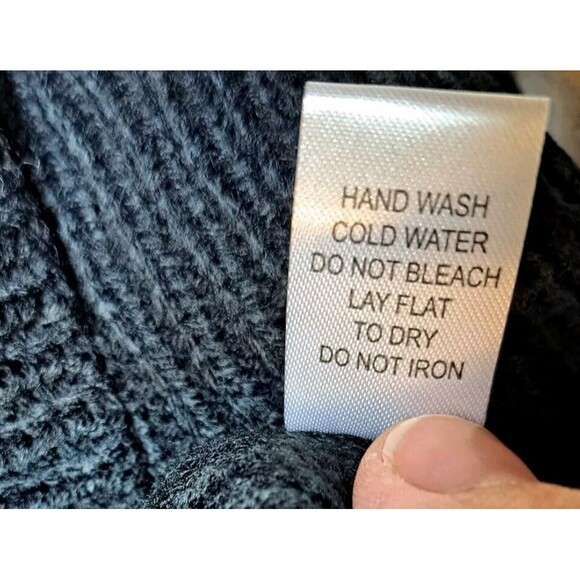 HAND WASH
COLD WATER
DO NOT BLEACH
LAY FLAT
TO DRY
DO NOT IRON